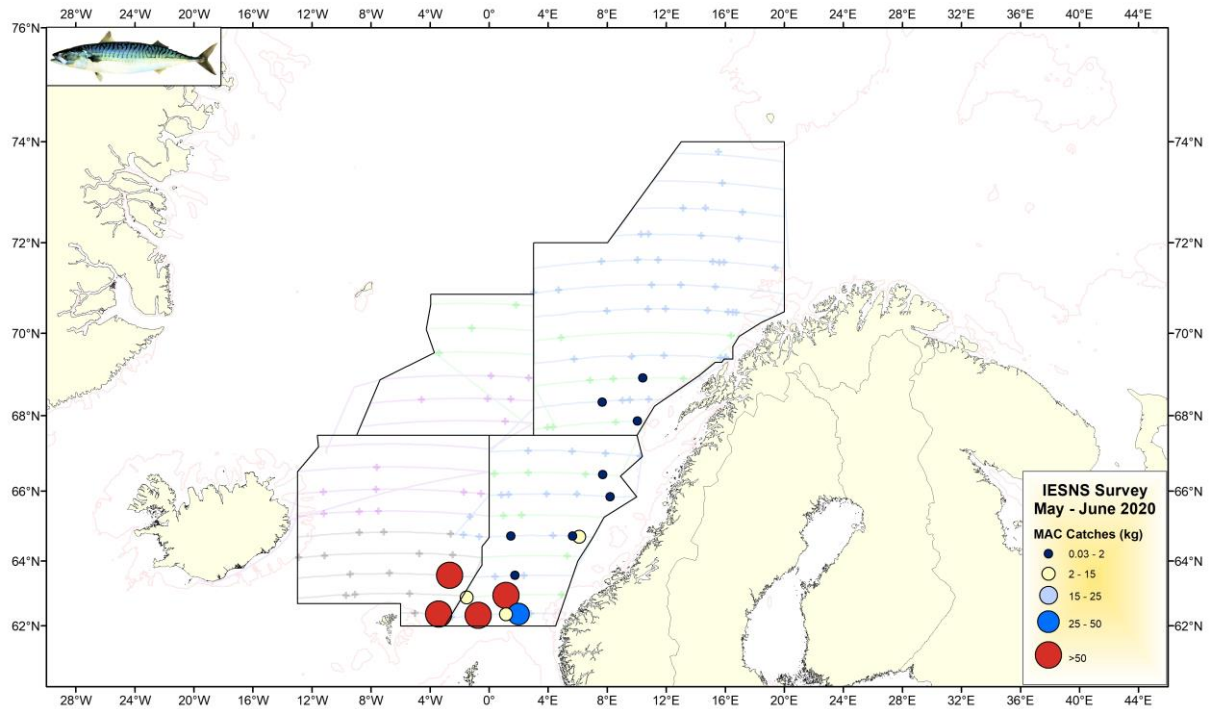 28°W 24°W 20°W 16°W 12°W 8°W 4°W 0° 4°E 8°E 12°E 16°E 20°E 24°E 28°E 32°E 36°E 40°E 44°E
76°N
74°N 74°N
72°N 72°N
70°N 70°N
68°N 68°N
66°N 66°N
64°N 64°N
62°N 62°N
IESNS Survey
May - June 2020
MAC Catches (kg)
0.03 - 2
2 - 15
15 - 25
25 - 50
>50
28°W 24°W 20°W 16°W 12°W 8°W 4°W 0° 4°E 8°E 12°E 16°E 20°E 24°E 28°E 32°E 36°E 40°E 44°E